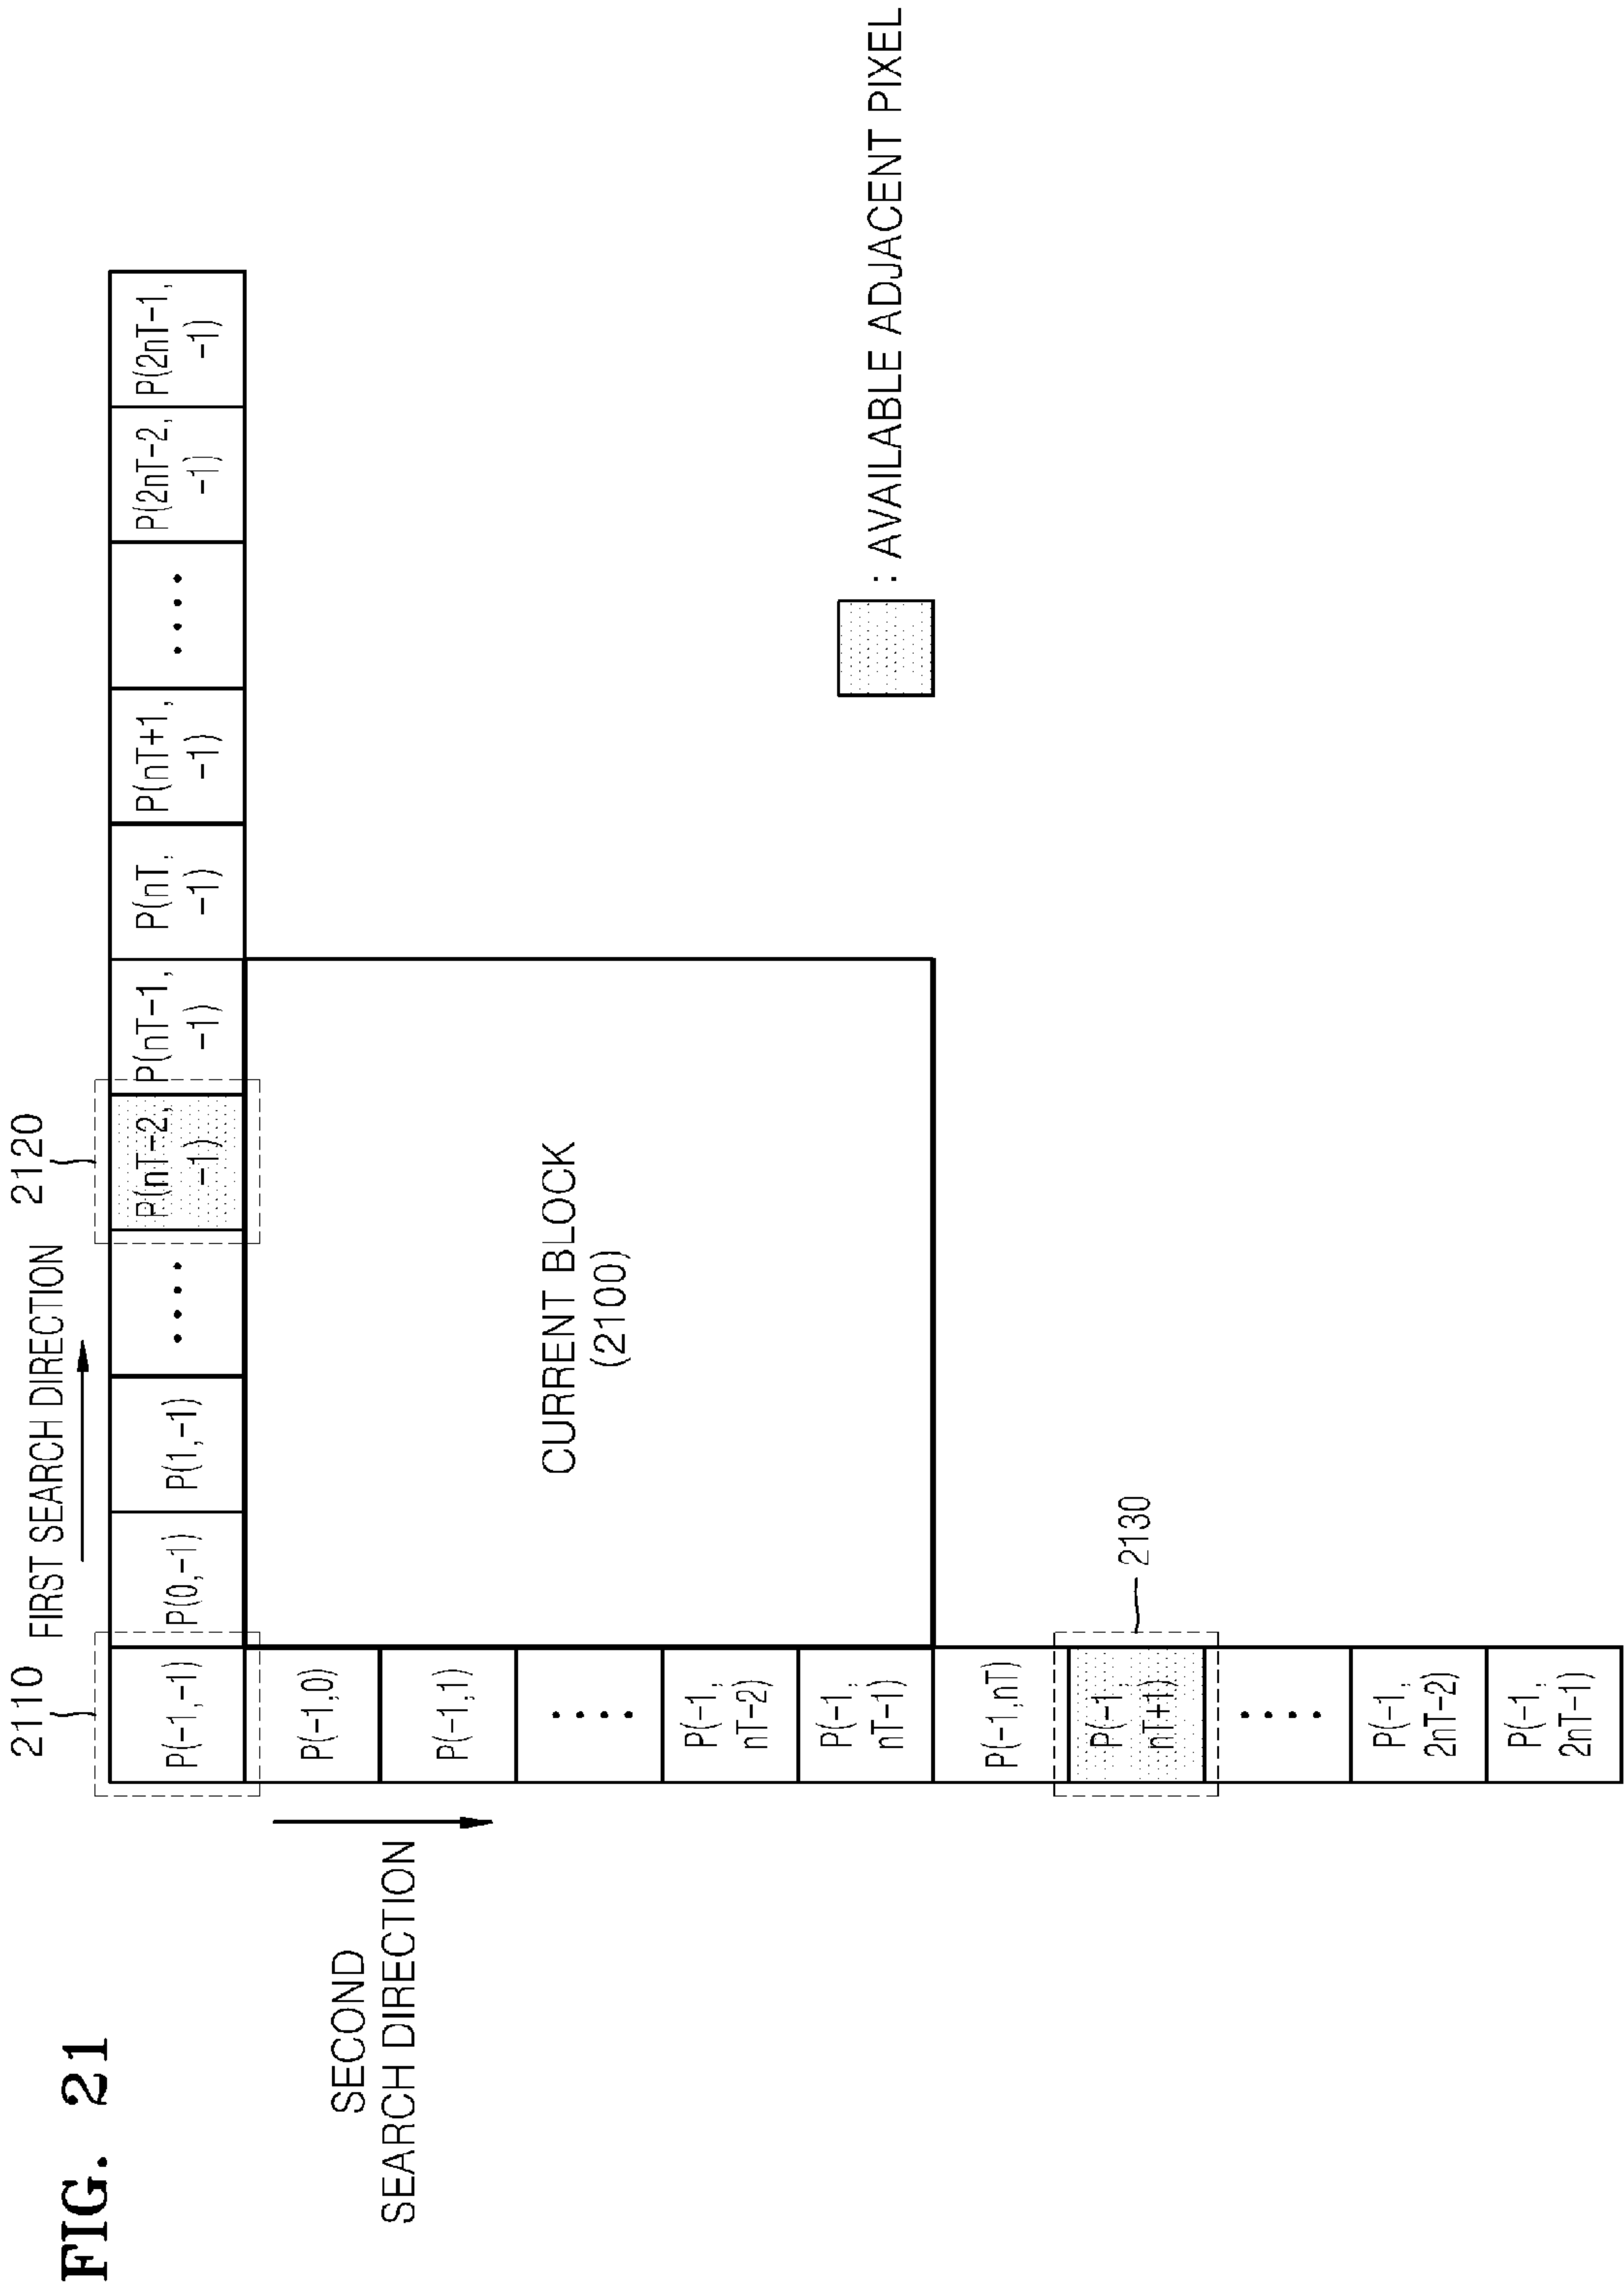 FIG. 21
2110
FIRST SEARCH DIRECTION
2120
P(-1,-1)
P(0,-1)
P(1,-1)
....
P(nT-2,
-1)
P(nT-1,
-1)
P(nT,
-1)
P(nT+1,
-1)
....
P(2nT-2,
-1)
P(2nT-1,
-1)
SECOND
SEARCH DIRECTION
P(-1,0)
P(-1,1)
....
P(-1,
nT-2)
P(-1,
nT-1)
P(-1,nT)
P(-1,
nT+1)
....
P(-1,
2nT-2)
P(-1,
2nT-1)
CURRENT BLOCK
(2100)
2130
: AVAILABLE ADJACENT PIXEL